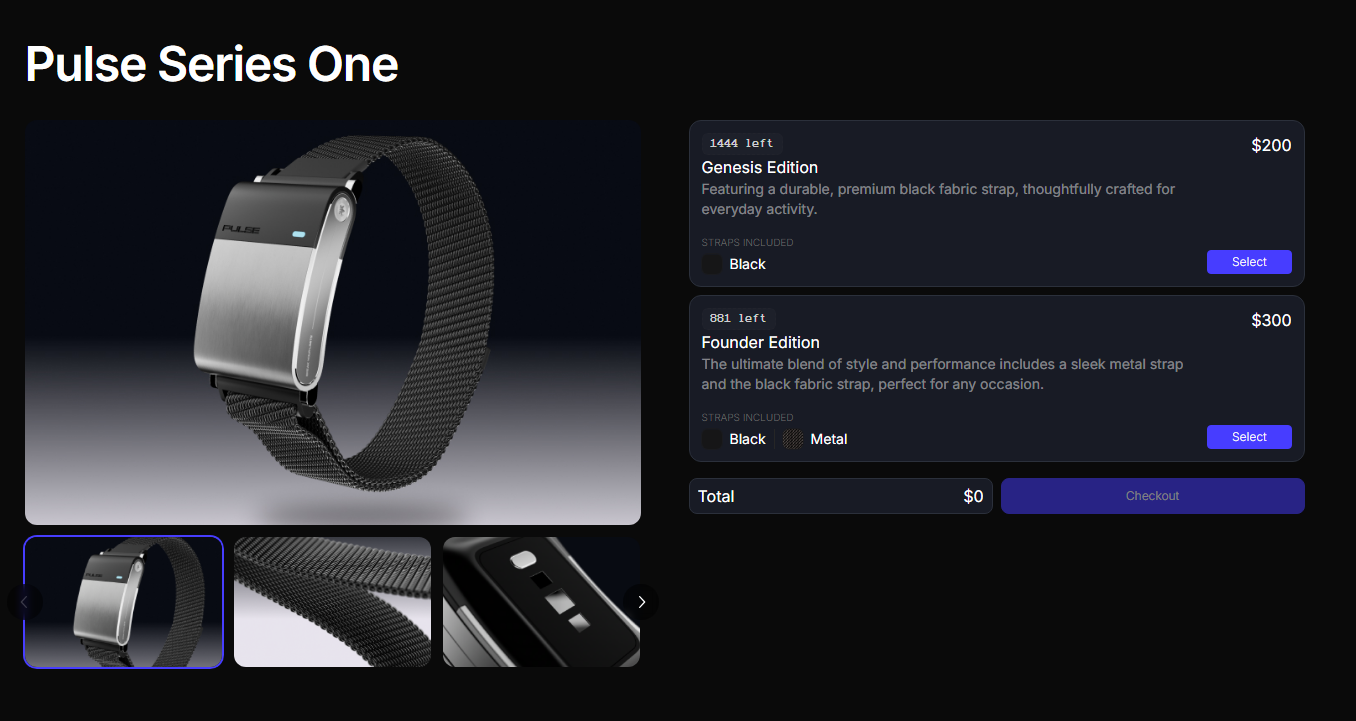 Pulse Series One
PULSE
1444 left
$200
Genesis Edition
Featuring a durable, premium black fabric strap, thoughtfully crafted for
everyday activity.
STRAPS INCLUDED
Black
Select
881 left
$300
Founder Edition
The ultimate blend of style and performance includes a sleek metal strap
and the black fabric strap, perfect for any occasion.
STRAPS INCLUDED
Black
Metal
Select
Total
$0
Checkout
PULSE